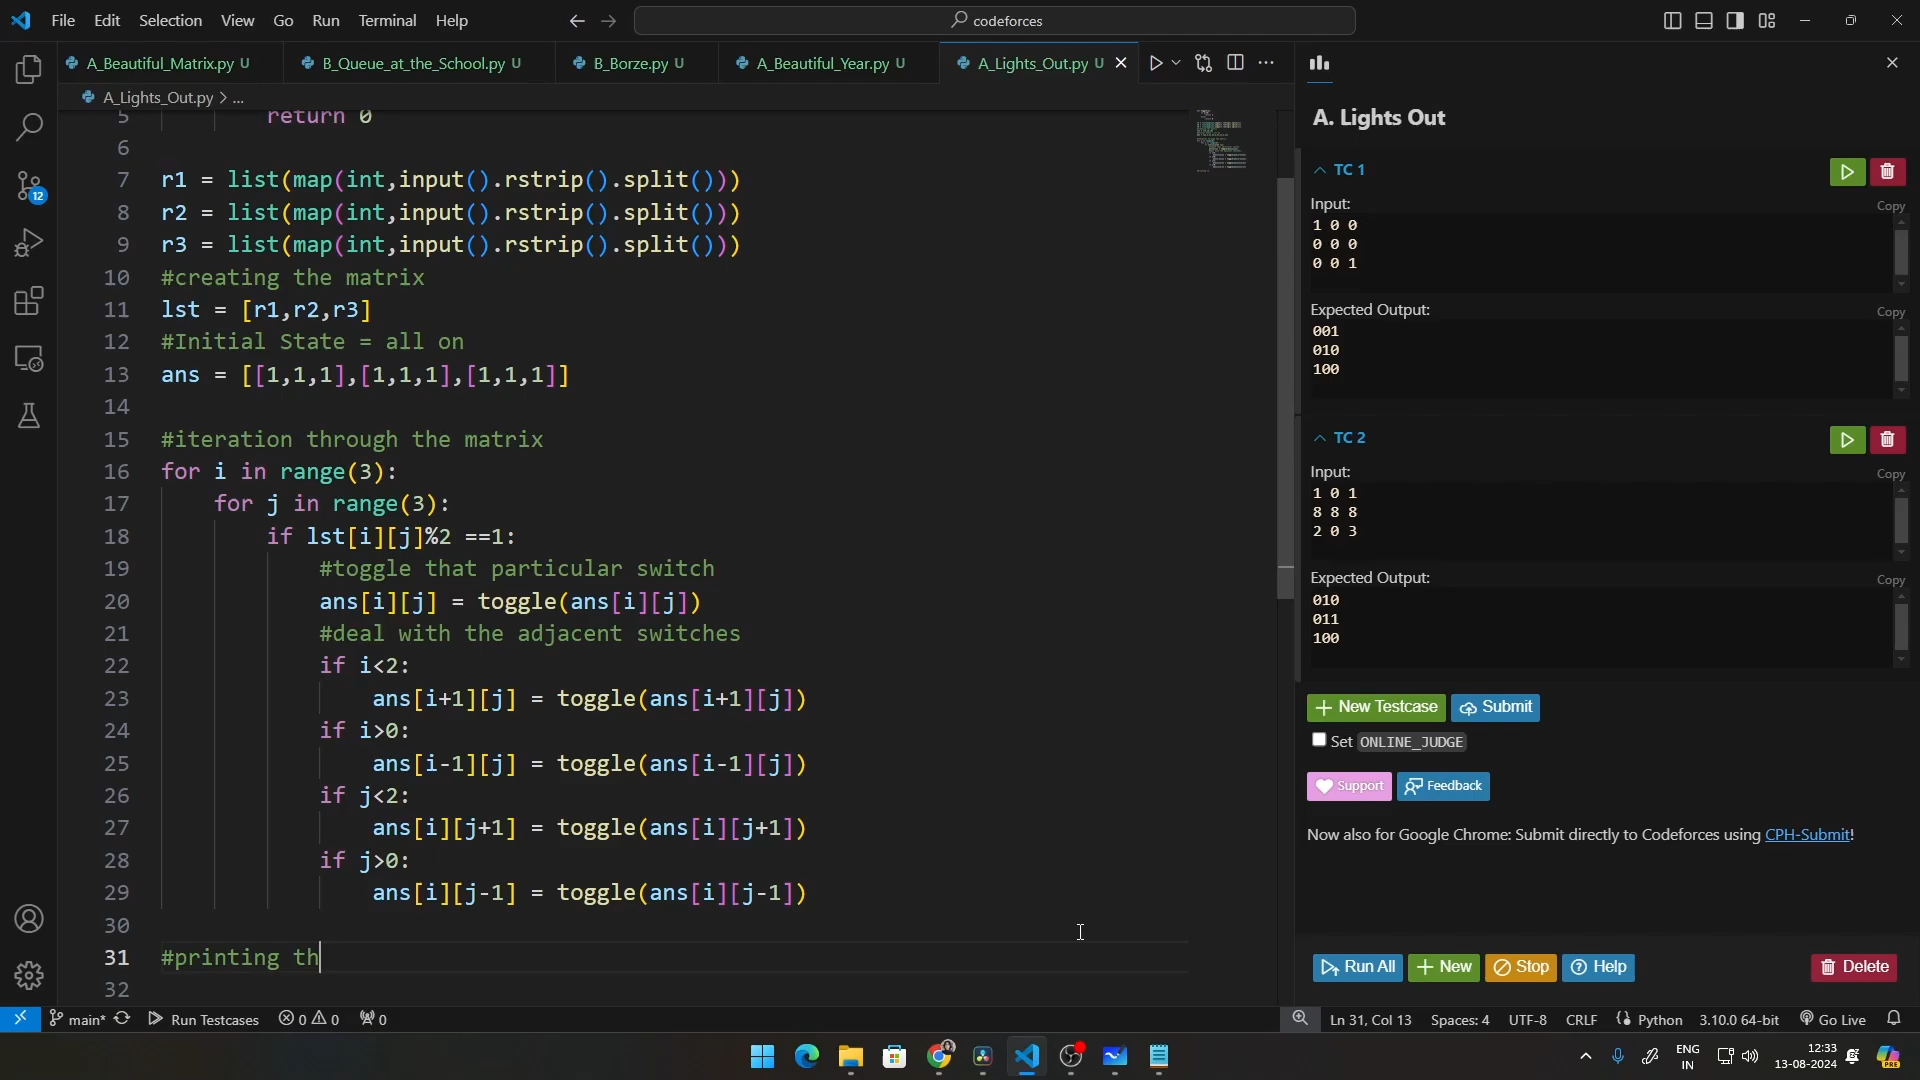 File Edit Selection View Go Run Terminal Help
codeforces
A_Beautiful_Matrix.py U
B_Queue_at_the_School.py U
B_Borze.py U
A_Beautiful_Year.py U
A_Lights_Out.py U
A_Lights_Out.py > ...
5 return 0
6
7 r1 = list(map(int,input().rstrip().split()))
8 r2 = list(map(int,input().rstrip().split()))
9 r3 = list(map(int,input().rstrip().split()))
10 #creating the matrix
11 lst = [r1,r2,r3]
12 #Initial State = all on
13 ans = [[1,1,1],[1,1,1],[1,1,1]]
14
15 #iteration through the matrix
16 for i in range(3):
17 for j in range(3):
18 if lst[i][j]%2 ==1:
19 #toggle that particular switch
20 ans[i][j] = toggle(ans[i][j])
21 #deal with the adjacent switches
22 if i<2:
23 ans[i+1][j] = toggle(ans[i+1][j])
24 if i>0:
25 ans[i-1][j] = toggle(ans[i-1][j])
26 if j<2:
27 ans[i][j+1] = toggle(ans[i][j+1])
28 if j>0:
29 ans[i][j-1] = toggle(ans[i][j-1])
30
31 #printing th
32
12
A. Lights Out
TC 1
Input:
Copy
1 0 0
0 0 0
0 0 1
Expected Output:
Copy
001
010
100
TC 2
Input:
Copy
1 0 1
8 8 8
2 0 3
Expected Output:
Copy
010
011
100
New Testcase
Submit
Set ONLINE_JUDGE
Support
Feedback
Now also for Google Chrome: Submit directly to Codeforces using CPH-Submit!
Run All
New
Stop
Help
Delete
main*
Run Testcases
0 0
0
Ln 31, Col 13
Spaces: 4
UTF-8
CRLF
Python
3.10.0 64-bit
Go Live
ENG
IN
12:33
13-08-2024
PRE